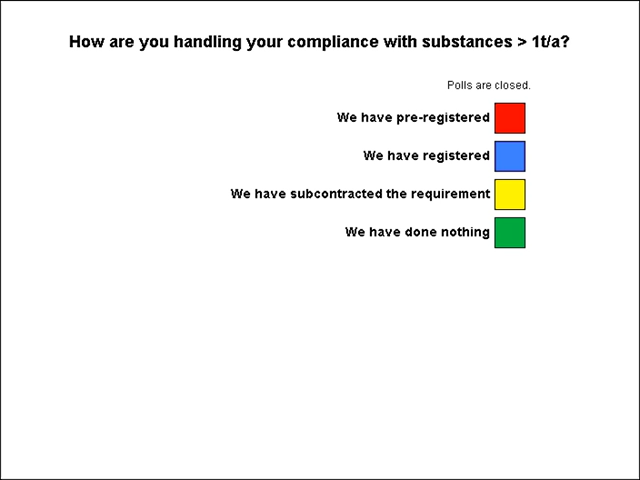 How are you handling your compliance with substances > 1t/a?
Polls are closed.
We have pre-registered
We have registered
We have subcontracted the requirement
We have done nothing